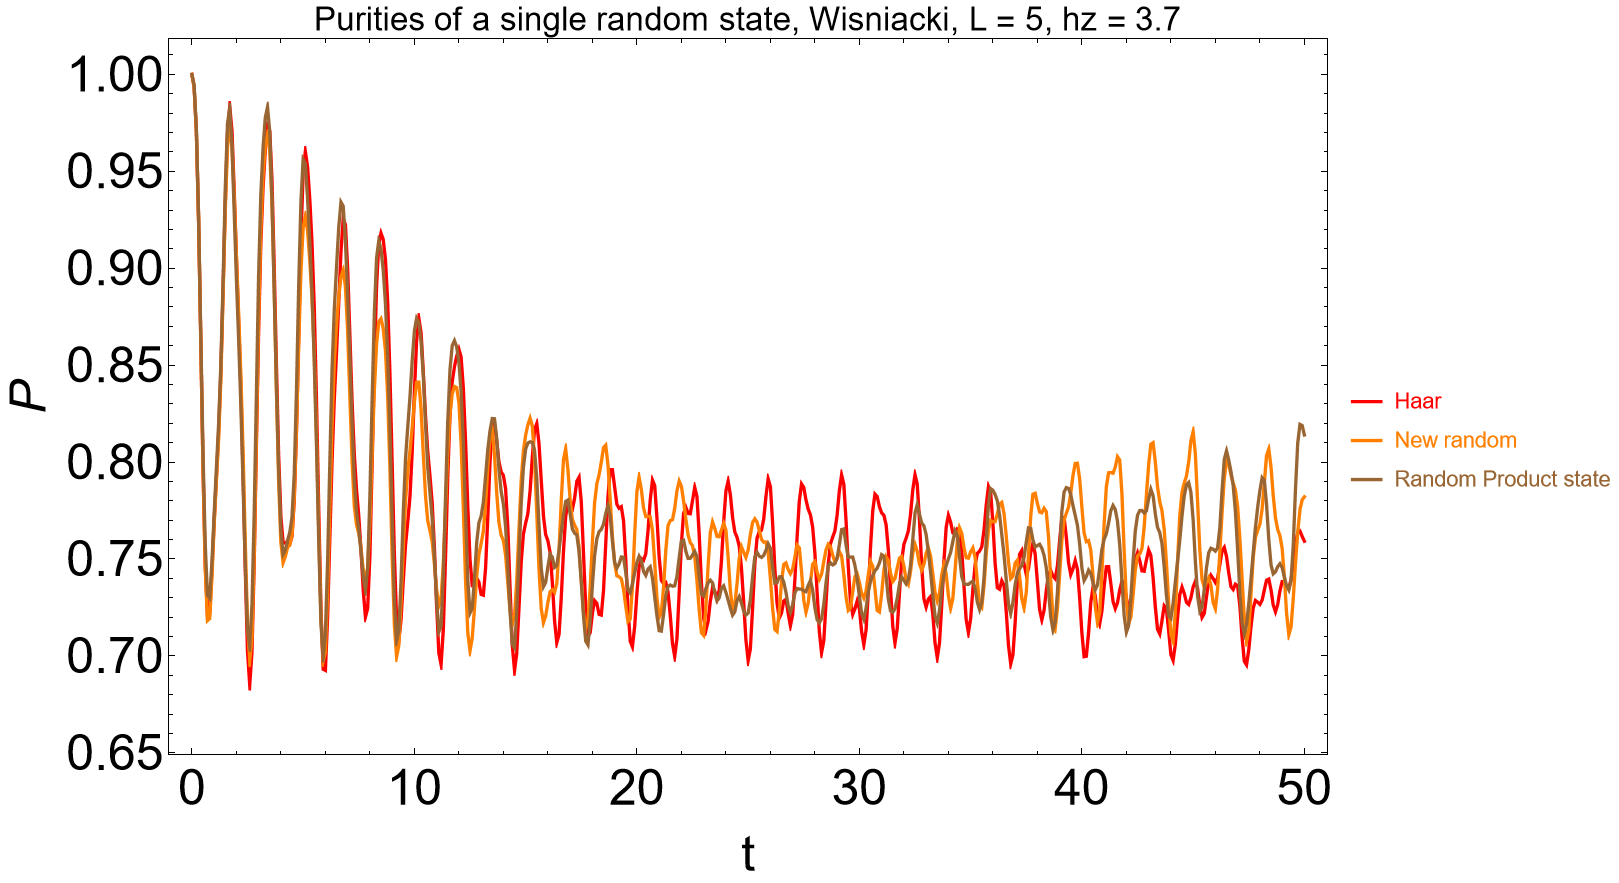 Purities of a single random state, Wisniacki, L = 5, hz = 3.7
1.00
0.95
0.90
0.85
0.80
0.75
0.70
0.65
P
0 10 20 30 40 50
t
Haar
New random
Random Product state